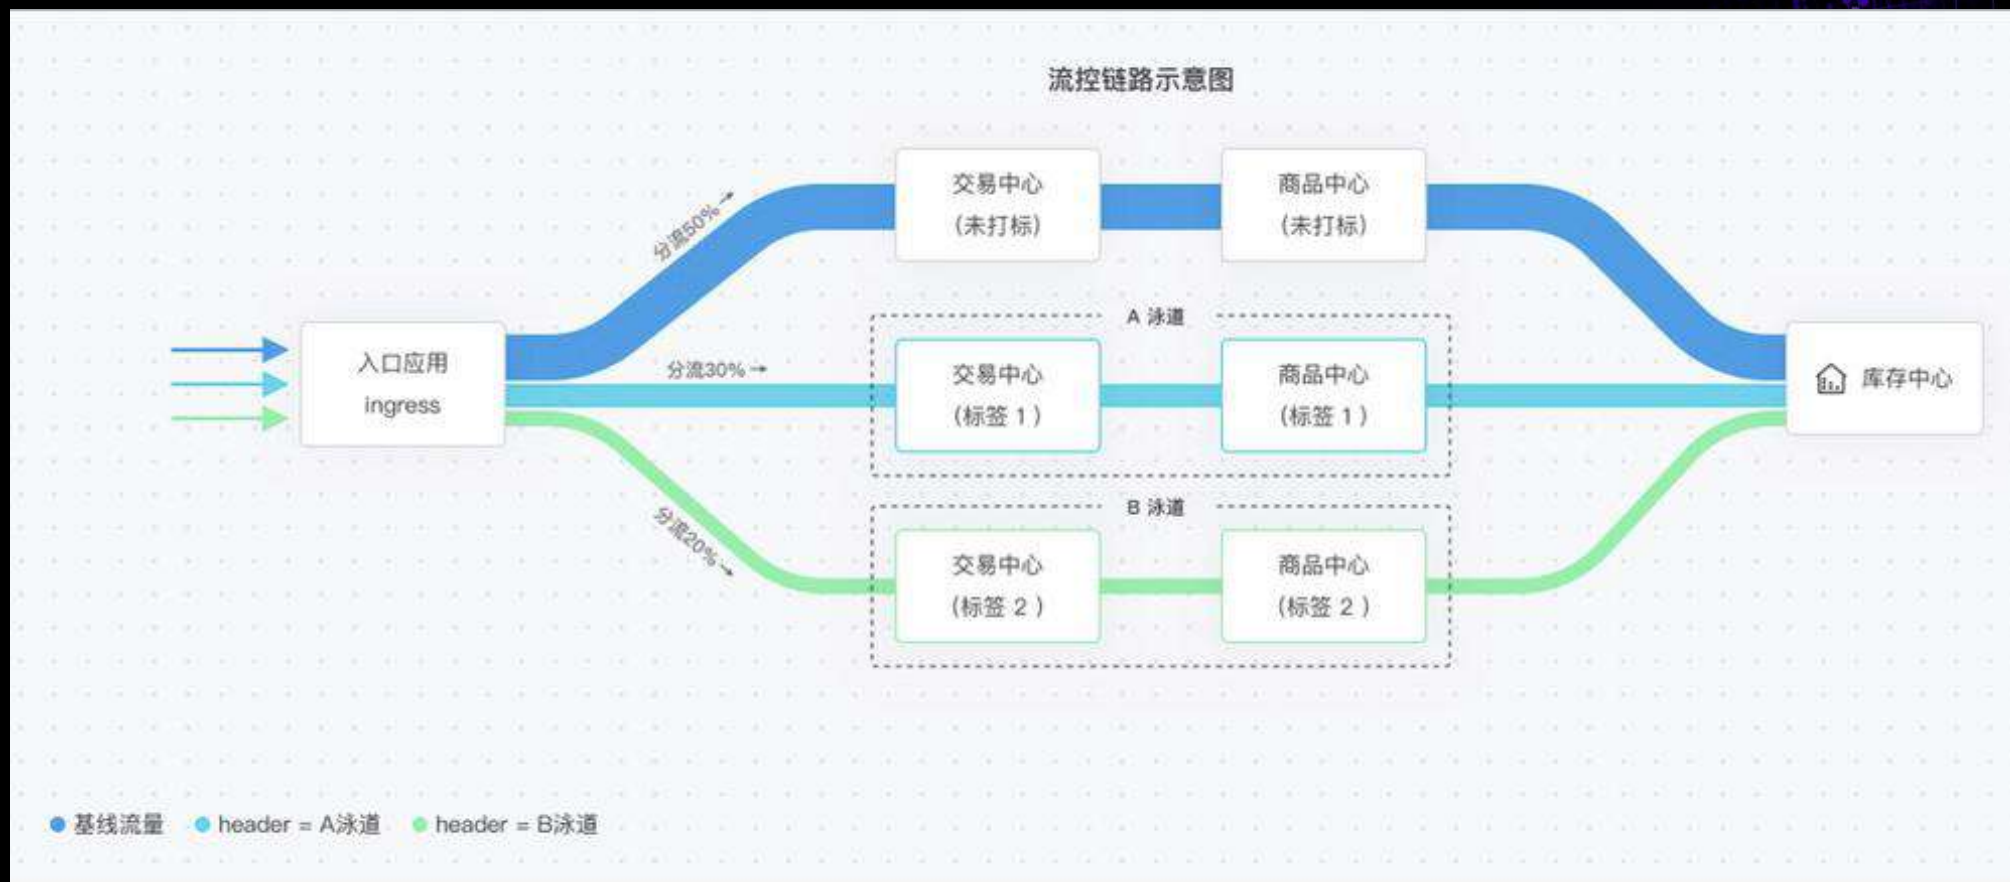 流控链路示意图
分流50%→
交易中心
(未打标)
商品中心
(未打标)
入口应用
ingress
分流30%→
A 泳道
交易中心
(标签 1 )
商品中心
(标签 1 )
库存中心
分流20%→
B 泳道
交易中心
(标签 2 )
商品中心
(标签 2 )
基线流量 header = A泳道 header = B泳道